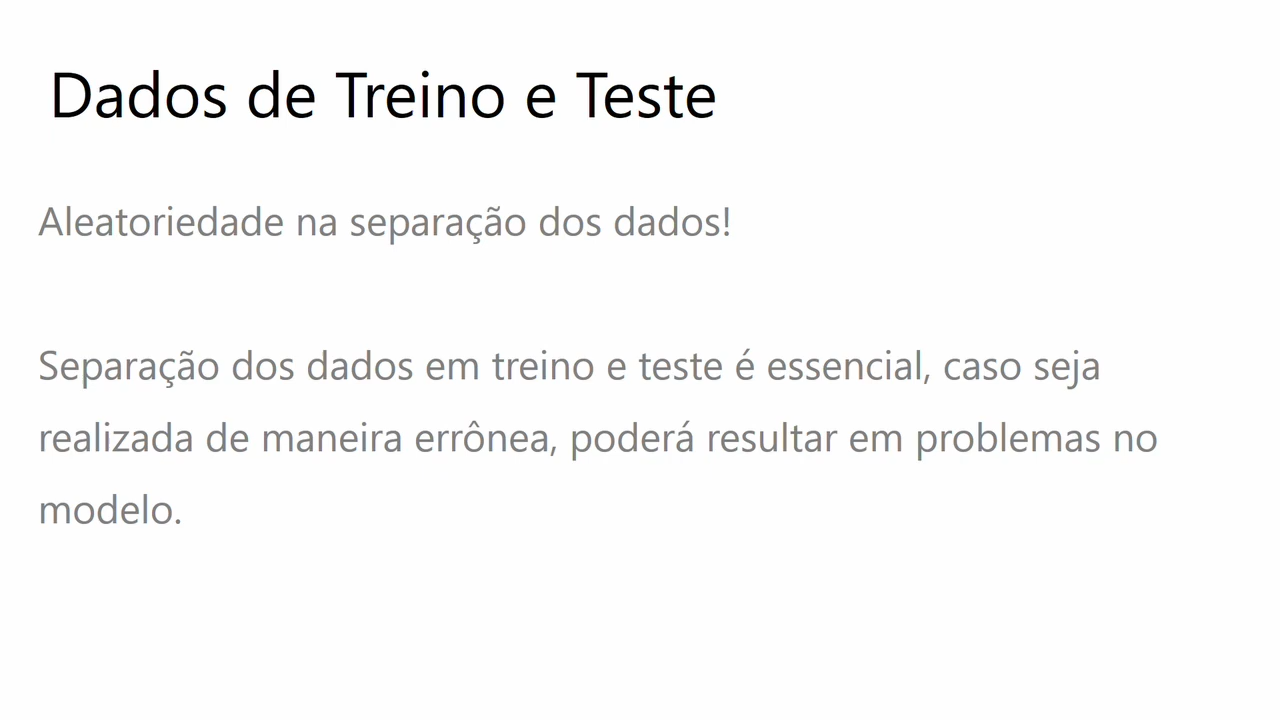 Dados de Treino e Teste
Aleatoriedade na separação dos dados!
Separação dos dados em treino e teste é essencial, caso seja
realizada de maneira errônea, poderá resultar em problemas no
modelo.